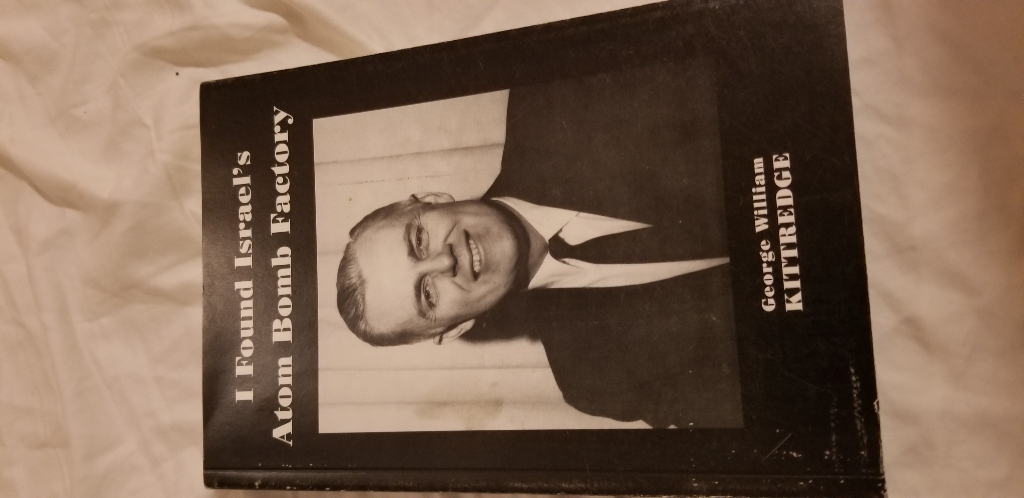 I Found Israel's
Atom Bomb Factory
George William
KITTREDGE